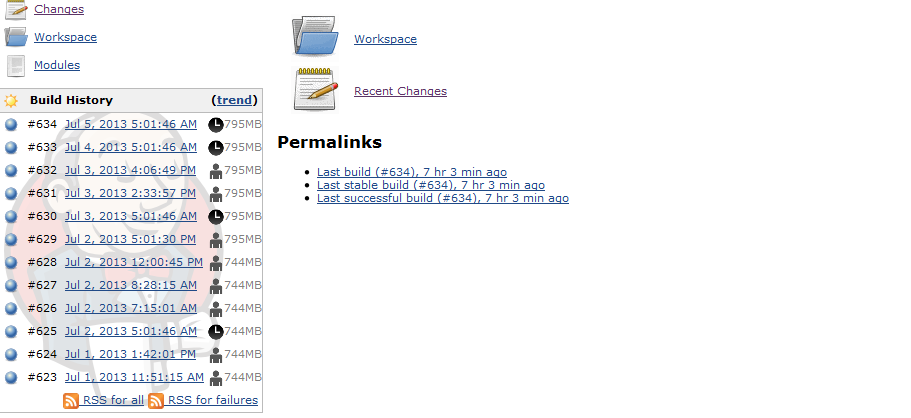 Changes
Workspace
Modules
Build History (trend)
#634 Jul 5, 2013 5:01:46 AM 795MB
#633 Jul 4, 2013 5:01:46 AM 795MB
#632 Jul 3, 2013 4:06:49 PM 795MB
#631 Jul 3, 2013 2:33:57 PM 795MB
#630 Jul 3, 2013 5:01:46 AM 795MB
#629 Jul 2, 2013 5:01:30 PM 795MB
#628 Jul 2, 2013 12:00:45 PM 744MB
#627 Jul 2, 2013 8:28:15 AM 744MB
#626 Jul 2, 2013 7:15:01 AM 744MB
#625 Jul 2, 2013 5:01:46 AM 744MB
#624 Jul 1, 2013 1:42:01 PM 744MB
#623 Jul 1, 2013 11:51:15 AM 744MB
RSS for all RSS for failures
Workspace
Recent Changes
Permalinks
Last build (#634), 7 hr 3 min ago
Last stable build (#634), 7 hr 3 min ago
Last successful build (#634), 7 hr 3 min ago